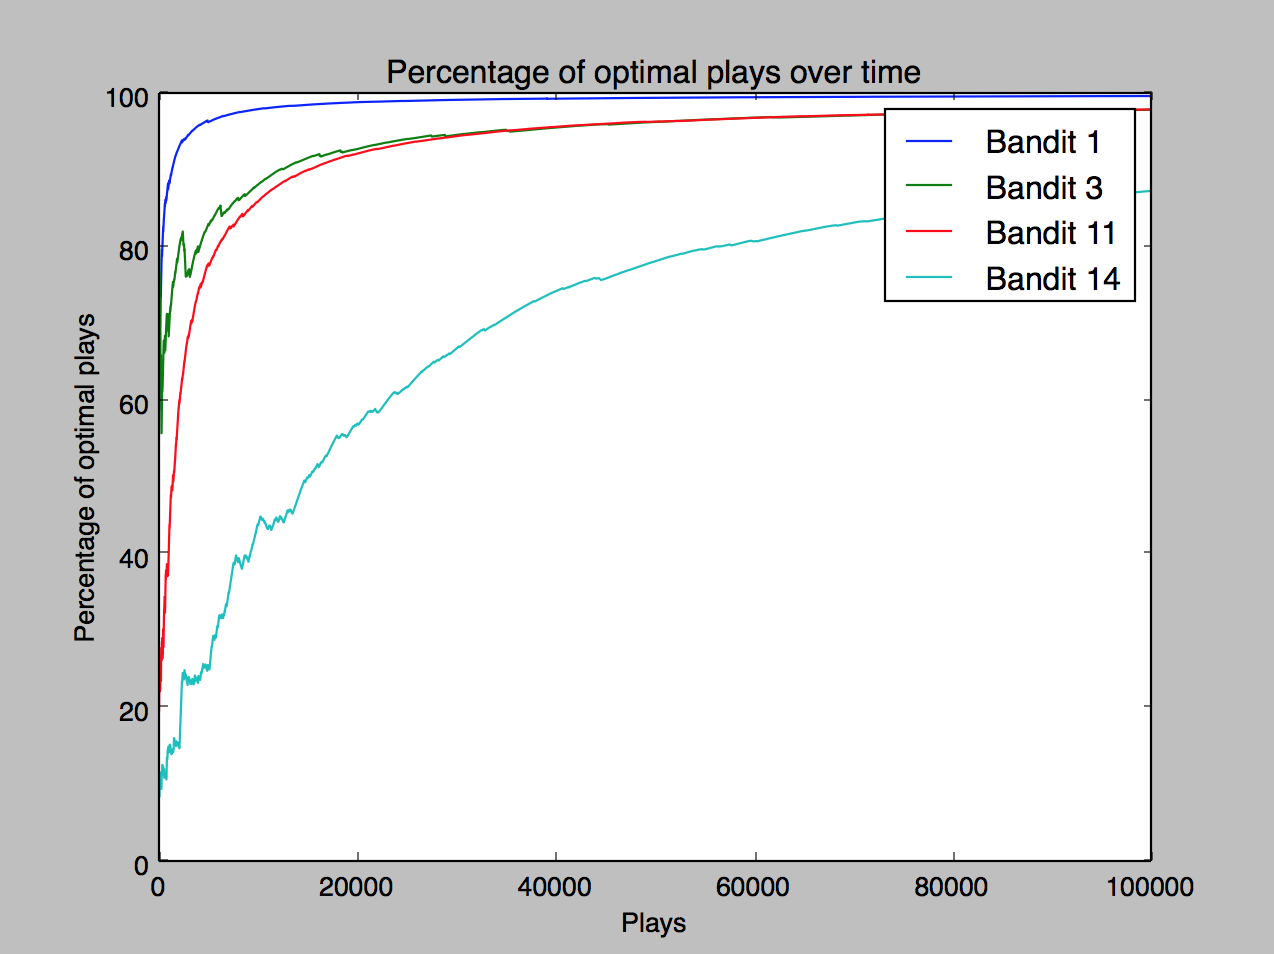 Percentage of optimal plays over time
100
80
60
40
20
0
Percentage of optimal plays
Bandit 1
Bandit 3
Bandit 11
Bandit 14
0 20000 40000 60000 80000 100000
Plays